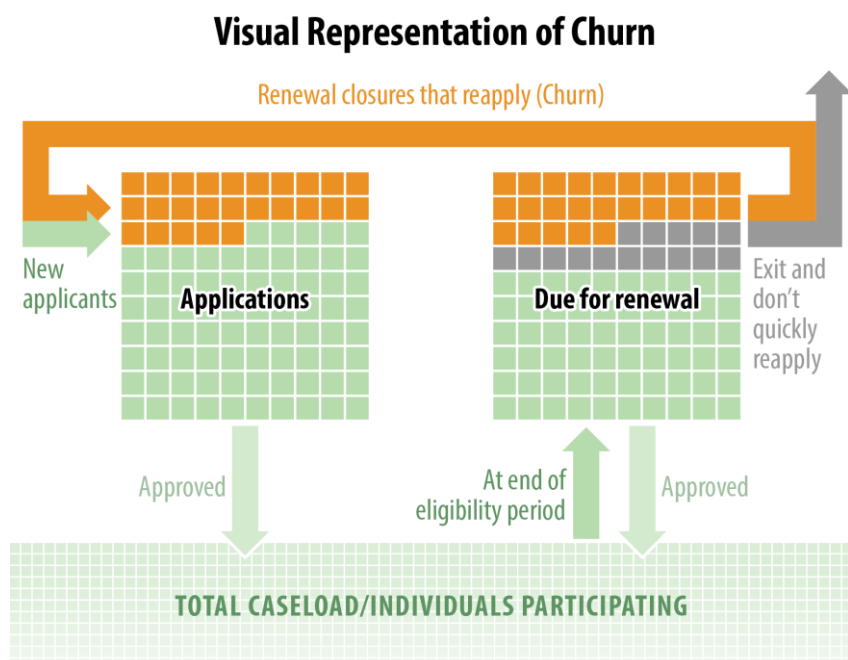 Visual Representation of Churn
Renewal closures that reapply (Churn)
New
applicants
Applications
Due for renewal
Exit and
don’t
quickly
reapply
Approved
At end of
eligibility period
Approved
TOTAL CASELOAD/INDIVIDUALS PARTICIPATING